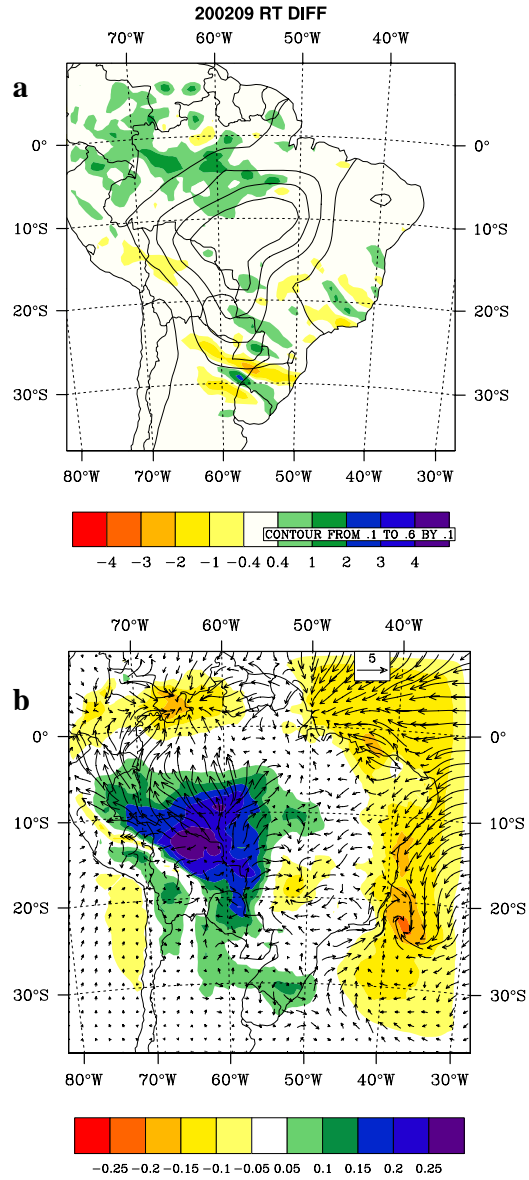 200209 RT DIFF
70°W 60°W 50°W 40°W
a
0° 0°
10°S 10°S
20°S 20°S
30°S 30°S
80°W 70°W 60°W 50°W 40°W 30°W
CONTOUR FROM .1 TO .6 BY .1
−4 −3 −2 −1 −0.4 0.4 1 2 3 4
70°W 60°W 50°W 40°W
5
b
0° 0°
10°S 10°S
20°S 20°S
30°S 30°S
80°W 70°W 60°W 50°W 40°W 30°W
−0.25 −0.2 −0.15 −0.1 −0.05 0.05 0.1 0.15 0.2 0.25